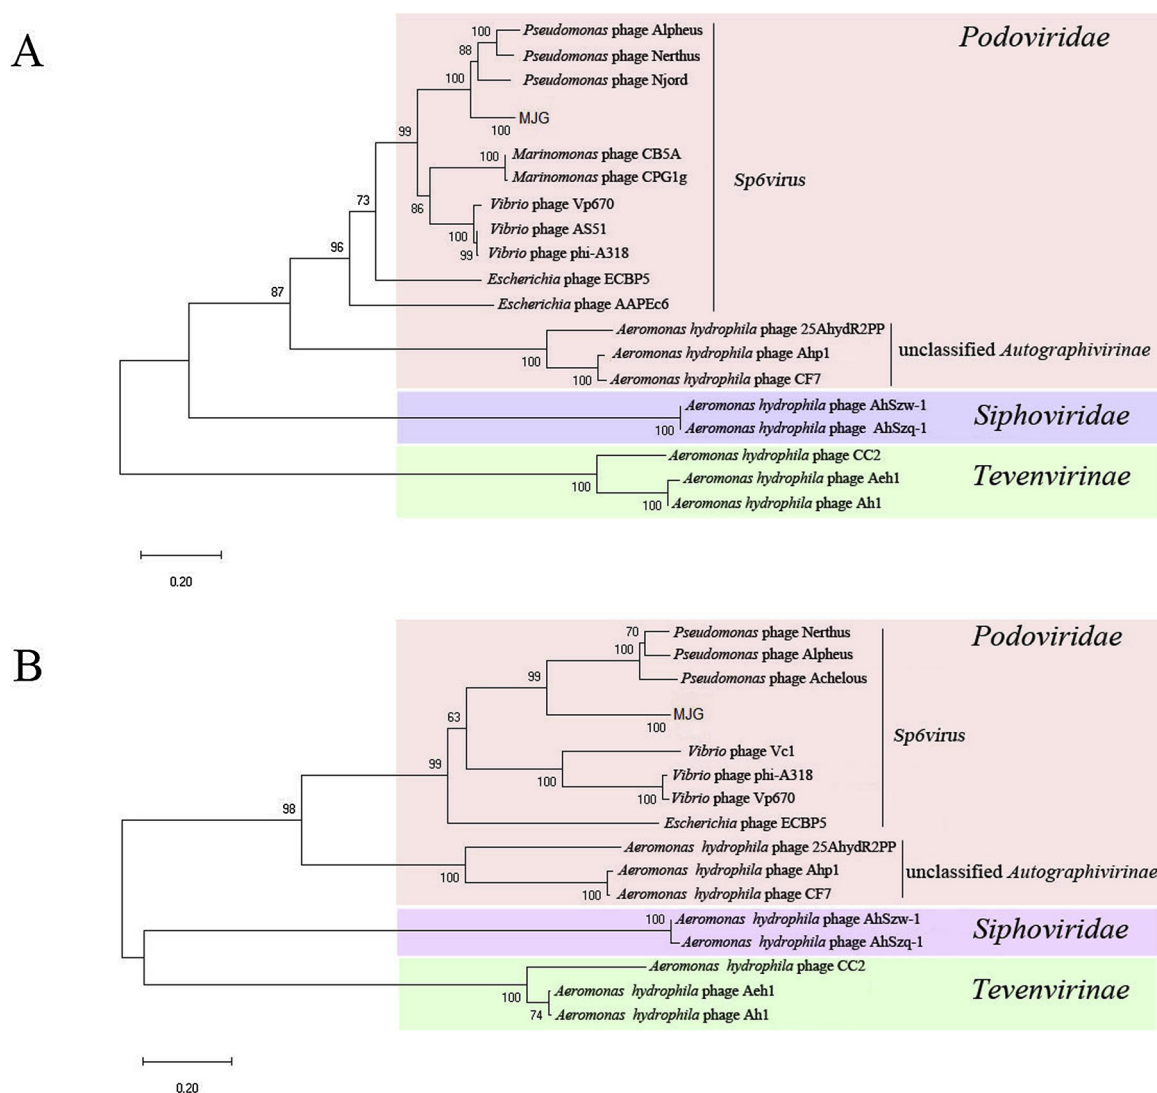 A
Podoviridae
100
Pseudomonas phage Alpheus
88
Pseudomonas phage Nerthus
100
Pseudomonas phage Njord
MJG
100
99
100
Marinomonas phage CB5A
Marinomonas phage CPG1g
Sp6virus
73
86
Vibrio phage Vp670
100
Vibrio phage AS51
96
99
Vibrio phage phi-A318
Escherichia phage ECBP5
87
Escherichia phage AAPEc6
Aeromonas hydrophila phage 25AhydR2PP
100
Aeromonas hydrophila phage Ahp1
unclassified Autographivirinae
100
Aeromonas hydrophila phage CF7
Aeromonas hydrophila phage AhSzw-1
Siphoviridae
100
Aeromonas hydrophila phage AhSzq-1
Aeromonas hydrophila phage CC2
Tevenvirinae
100
Aeromonas hydrophila phage Aeh1
100
Aeromonas hydrophila phage Ah1
0.20
B
Podoviridae
70
Pseudomonas phage Nerthus
100
Pseudomonas phage Alpheus
99
Pseudomonas phage Achelous
MJG
100
63
Sp6virus
99
Vibrio phage Vc1
100
Vibrio phage phi-A318
100
Vibrio phage Vp670
98
Escherichia phage ECBP5
Aeromonas hydrophila phage 25AhydR2PP
100
Aeromonas hydrophila phage Ahp1
unclassified Autographivirinae
100
Aeromonas hydrophila phage CF7
100
Aeromonas hydrophila phage AhSzw-1
Siphoviridae
Aeromonas hydrophila phage AhSzq-1
Aeromonas hydrophila phage CC2
Tevenvirinae
100
Aeromonas hydrophila phage Aeh1
74
Aeromonas hydrophila phage Ah1
0.20